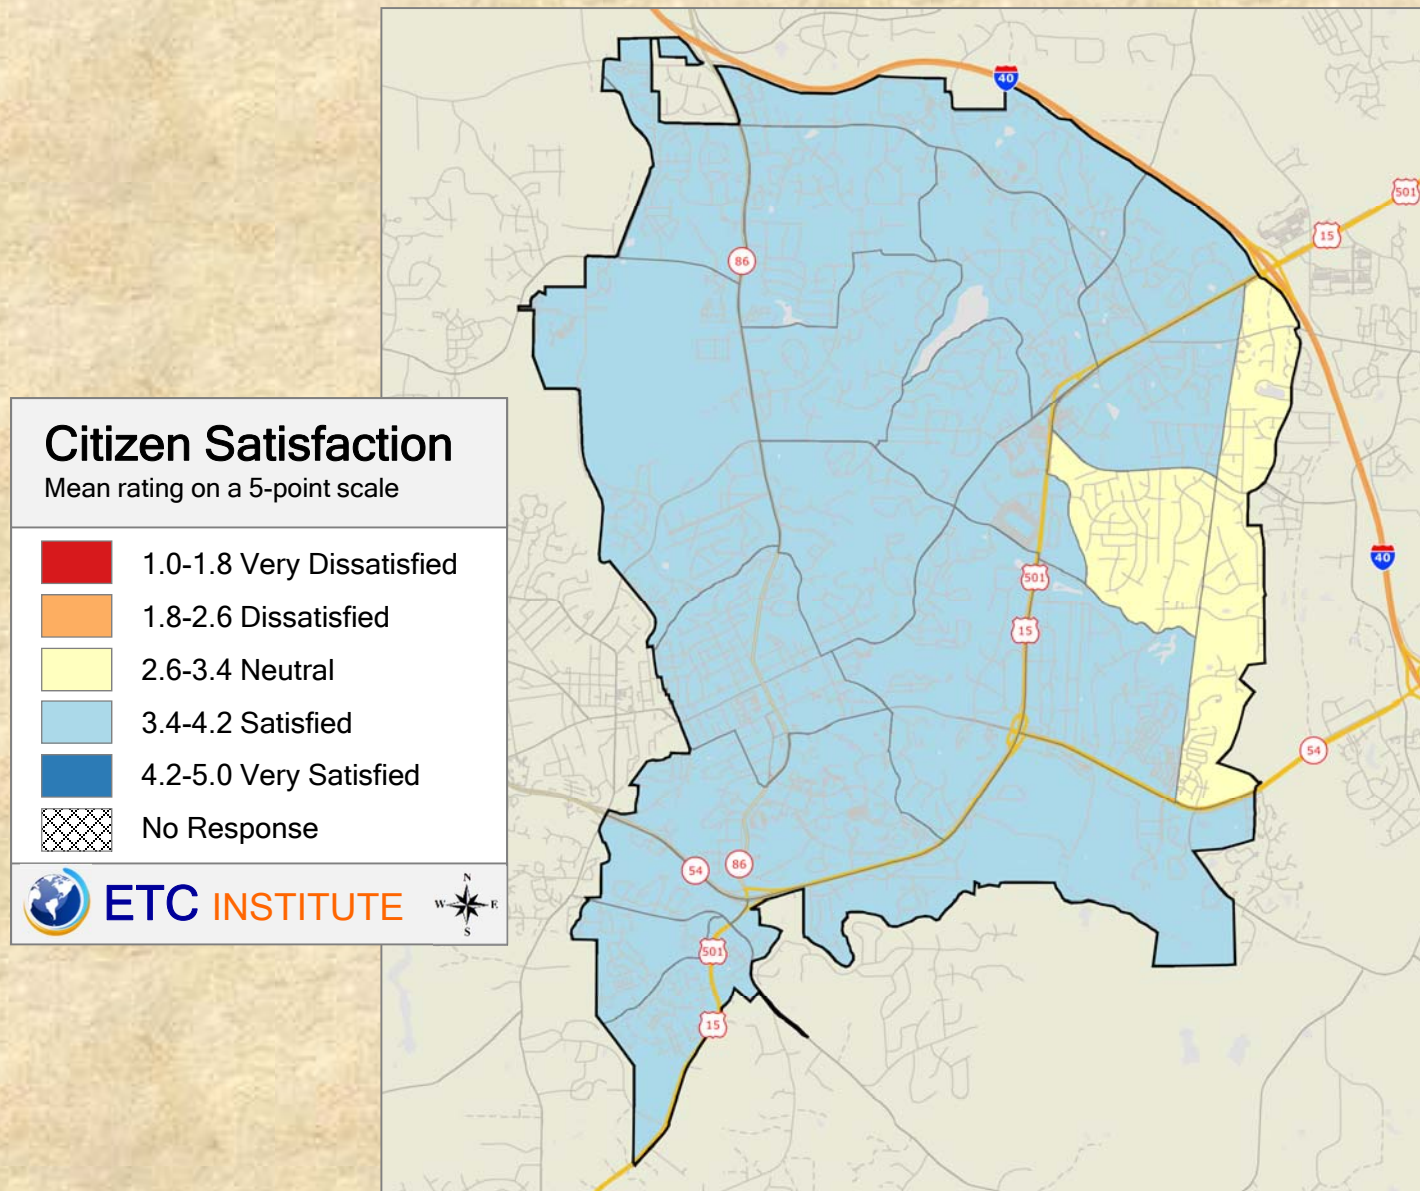 40
501
15
86
Citizen Satisfaction
Mean rating on a 5-point scale
1.0-1.8 Very Dissatisfied
1.8-2.6 Dissatisfied
2.6-3.4 Neutral
3.4-4.2 Satisfied
4.2-5.0 Very Satisfied
No Response
ETC INSTITUTE
N
W E
S
40
501
15
54
54
86
501
15